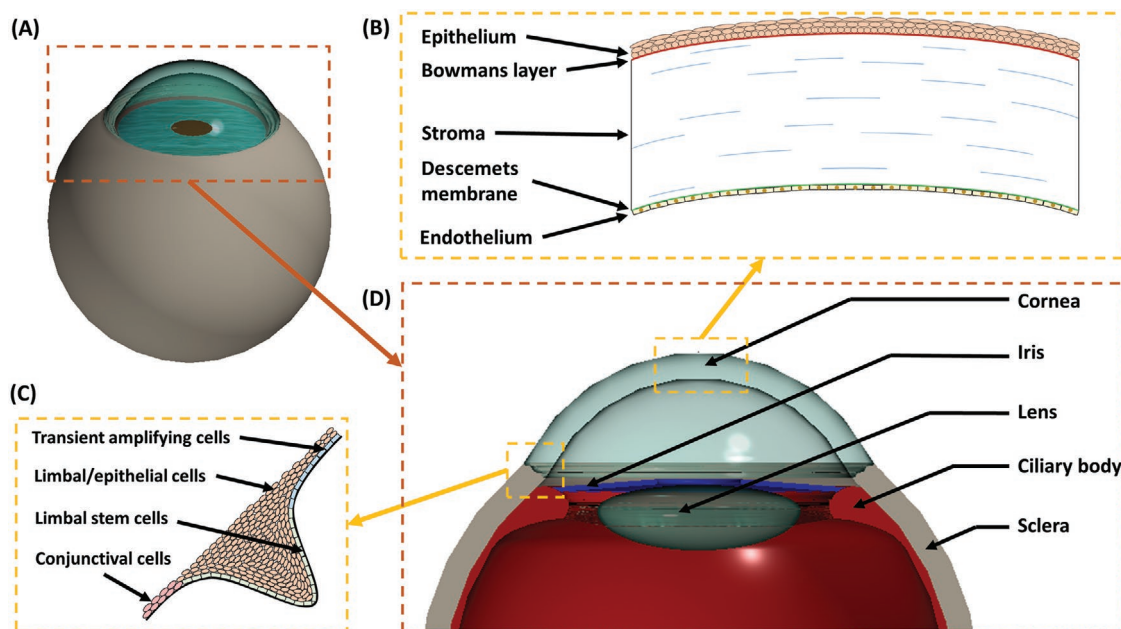 (A)
(B)
Epithelium
Bowmans layer
Stroma
Descemets
membrane
Endothelium
(C)
Transient amplifying cells
Limbal/epithelial cells
Limbal stem cells
Conjunctival cells
(D)
Cornea
Iris
Lens
Ciliary body
Sclera